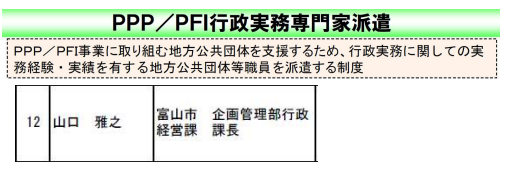 PPP／PFI行政実務専門家派遣
PPP／PFI事業に取り組む地方公共団体を支援するため、行政実務に関しての実
務経験・実績を有する地方公共団体等職員を派遣する制度
12 山口　雅之 富山市　企画管理部行政
経営課　課長